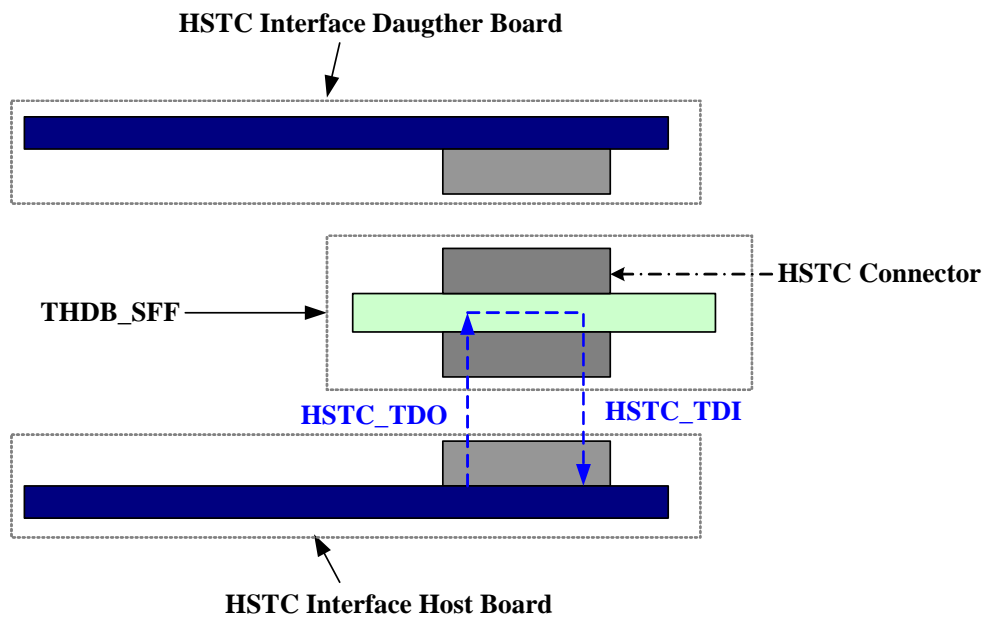 HSTC Interface Daugther Board
HSTC Connector
THDB_SFF
HSTC_TDO
HSTC_TDI
HSTC Interface Host Board